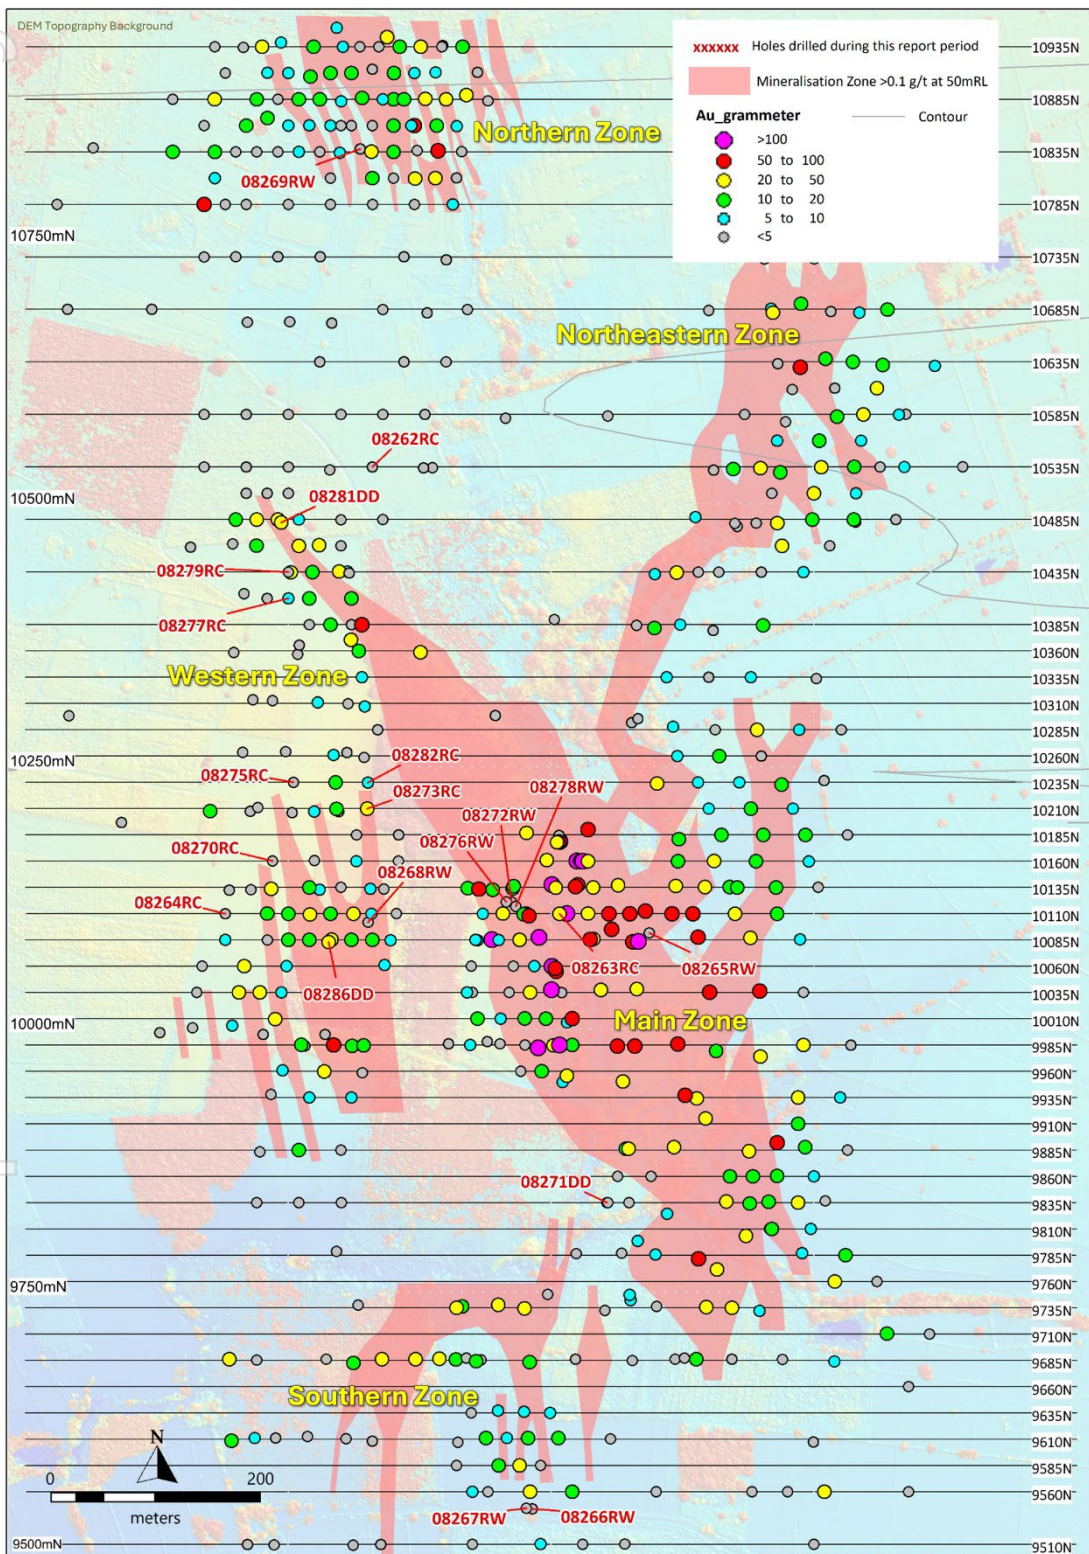 DEM Topography Background
10935N
xxxxxx Holes drilled during this report period
Mineralisation Zone >0.1 g/t at 50mRL
Au_grammeter
Contour
>100
50 to 100
20 to 50
10 to 20
5 to 10
<5
10885N
Northern Zone
10835N
08269RW
10785N
10750mN
10735N
10685N
Northeastern Zone
10635N
10585N
08262RC
10535N
10500mN
08281DD
10485N
08279RC
10435N
08277RC
10385N
10360N
Western Zone
10335N
10310N
10285N
10250mN
08282RC
10260N
08275RC
08278RW
10235N
08273RC
08272RW
10210N
08276RW
10185N
08270RC
08268RW
10160N
10135N
08264RC
10110N
10085N
08263RC
08265RW
10060N
08286DD
10035N
10000mN
Main Zone
10010N
9985N
9960N
9935N
9910N
9885N
9860N
08271DD
9835N
9810N
9785N
9750mN
9760N
9735N
9710N
9685N
Southern Zone
9660N
9635N
N
9610N
0 200
9585N
meters
9560N
08267RW
08266RW
9500mN
9510N